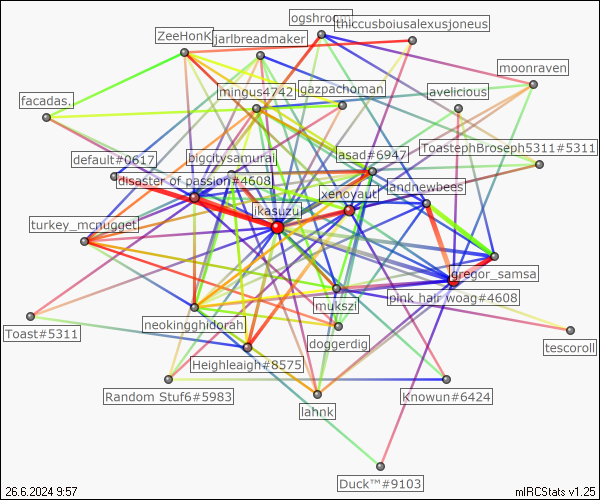 ogshroom
thiccusboiusalexusjoneus
ZeeHonK
jarlbreadmaker
moonraven
mingus4742
gazpachoman
avelicious
facadas.
ToastephBroseph5311#5311
default#0617
bigcitysamurai
asad#6947
disaster of passion#4608
xenoyaut
andnewbees
jkasuzu
turkey_mcnugget
gregor_samsa
pink hair woag#4608
mukszi
neokingghidorah
Toast#5311
doggerdig
tescoroll
Heighleaigh#8575
Random Stuf6#5983
Knowun#6424
lahnk
Duck™#9103
26.6.2024 9:57
mIRCStats v1.25